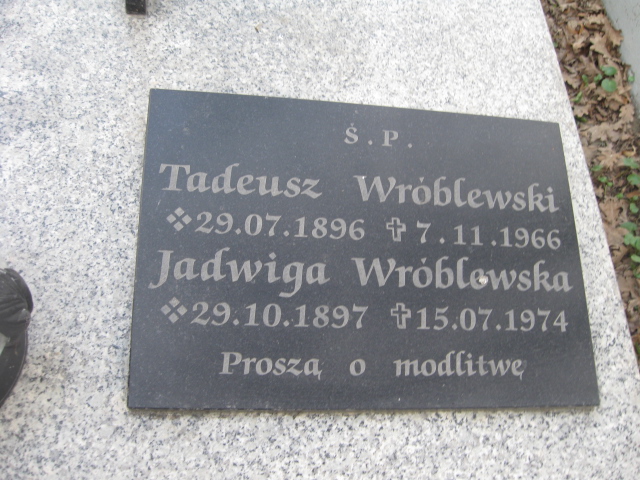 Ś.P.
Tadeusz Wróblewski
❖29.07.1896 ✝7.11.1966
Jadwiga Wróblewska
❖29.10.1897 ✝15.07.1974
Proszą o modlitwę